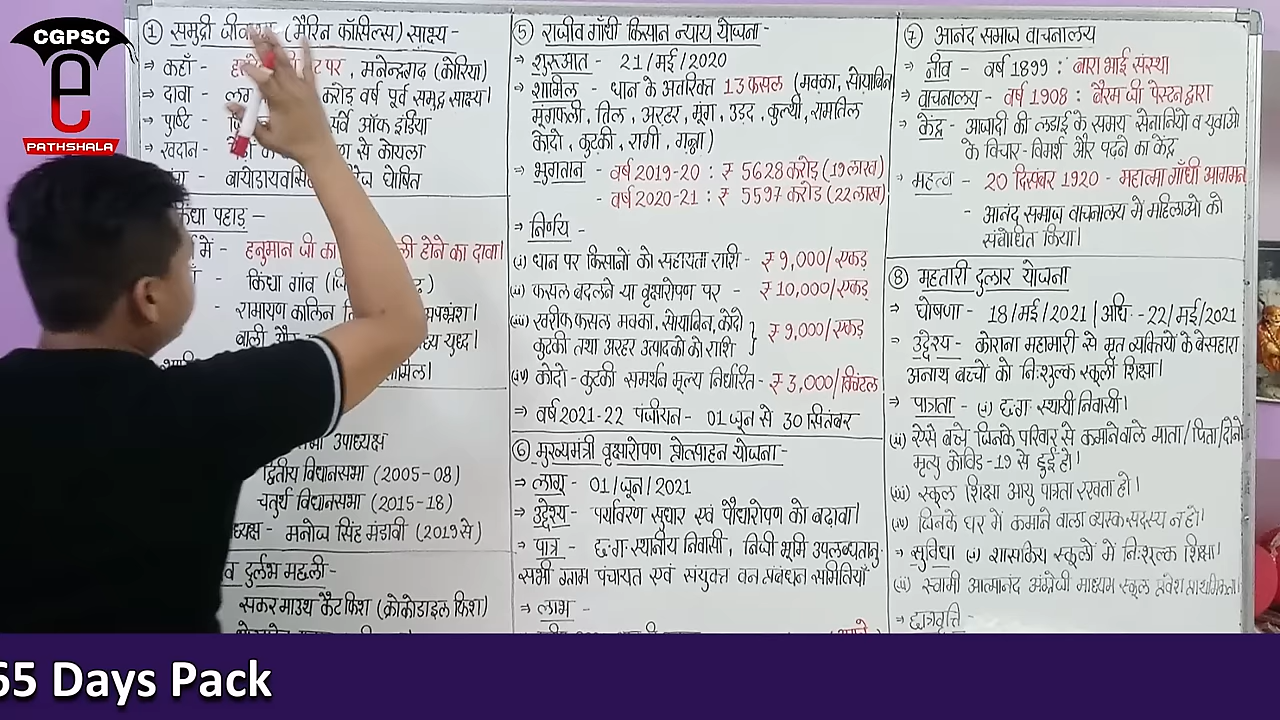 CGPSC
e
PATHSHALA
① समुद्री जीवाश्म (मैरिन फॉसिल्स) साक्ष्य -
→ कहाँ - पर, मनेन्द्रगढ़ (कोरिया)
→ दावा - करोड़ वर्ष पूर्व समुद्र साक्ष्य।
→ पुष्टि - सर्वे ऑफ इंडिया
→ खदान - से कोयला
घोषित
किंधा पहाड़ -
में - हनुमान जी का होने का दावा।
- किंधा गांव
- रामायण कालिन अपभ्रंश।
वाली और युध्द।
उपाध्यक्ष
द्वितीय विधानसभा (2005-08)
चतुर्थ विधानसभा (2015-18)
- मनोज सिंह मंडावी (2019 से)
व दुर्लभ मछली -
सकर माउथ कैट फिश (क्रोकोडाइल फिश)
⑤ राजीव गाँधी किसान न्याय योजना -
→ शुरूआत - 21/मई/2020
→ शामिल - धान के अतिरिक्त 13 फसल (मक्का, सोयाबिन
मूंगफली, तिल, अरहर, मूंग, उड़द, कुल्थी, रामतिल
कोदो, कुटकी, रागी, गन्ना)
→ भुगतान - वर्ष 2019-20 : ₹ 5628 करोड़ (19 लाख)
- वर्ष 2020-21 : ₹ 5597 करोड़ (22 लाख)
→ निर्णय -
(i) धान पर किसानों को सहायता राशि - ₹ 9,000/एकड़
(ii) फसल बदलने या वृक्षारोपण पर - ₹ 10,000/एकड़
(iii) खरीफ फसल मक्का, सोयाबिन, कोदो
कुटकी तथा अरहर उत्पादको को राशि } ₹ 9,000/एकड़
(iv) कोदो-कुटकी समर्थन मूल्य निर्धारित - ₹ 3,000/क्विंटल
→ वर्ष 2021-22 पंजीयन - 01 जून से 30 सितंबर
⑥ मुख्यमंत्री वृक्षारोपण प्रोत्साहन योजना -
→ लागू - 01/जून/2021
→ उद्देश्य - पर्यावरण सुधार एवं पौधारोपण को बढ़ावा।
→ पात्र - छ.ग. स्थानीय निवासी, निजी भूमि उपलब्धतानु.
सभी ग्राम पंचायत एवं संयुक्त वन प्रबंधन समितियाँ
→ लाभ -
⑦ आनंद समाज वाचनालय
→ नींव - वर्ष 1899 : बारा भाई संस्था
→ वाचनालय - वर्ष 1908 : बैरम जी पेस्टन द्वारा
→ केंद्र - आजादी की लड़ाई के समय सेनानियो व युवाओ
के विचार-विमर्श और पढ़ने का केंद्र
→ महत्व - 20 दिसंबर 1920 - महात्मा गाँधी आगमन
- आनंद समाज वाचनालय में महिलाओ को
संबोधित किया।
⑧ महतारी दुलार योजना
→ घोषणा - 18/मई/2021 | अधि. - 22/मई/2021
→ उद्देश्य - कोराना महामारी से मृत व्यक्तियो के बेसहारा
अनाथ बच्चो को निःशुल्क स्कूली शिक्षा।
→ पात्रता - (i) छ.ग. स्थायी निवासी।
(ii) ऐसे बच्चे जिनके परिवार से कमाने वाले माता/पिता/दोनो
मृत्यु कोविड-19 से हुई हो।
(iii) स्कूल शिक्षा आयु पात्रता रखता हो।
(iv) जिनके घर में कमाने वाला व्यस्क सदस्य न हो।
→ सुविधा (i) शासकिय स्कूलों में निःशुल्क शिक्षा।
(ii) स्वामी आत्मानंद अंग्रेजी माध्यम स्कूल प्रवेश प्राथमिकता।
→ छात्रवृत्ति -
65 Days Pack